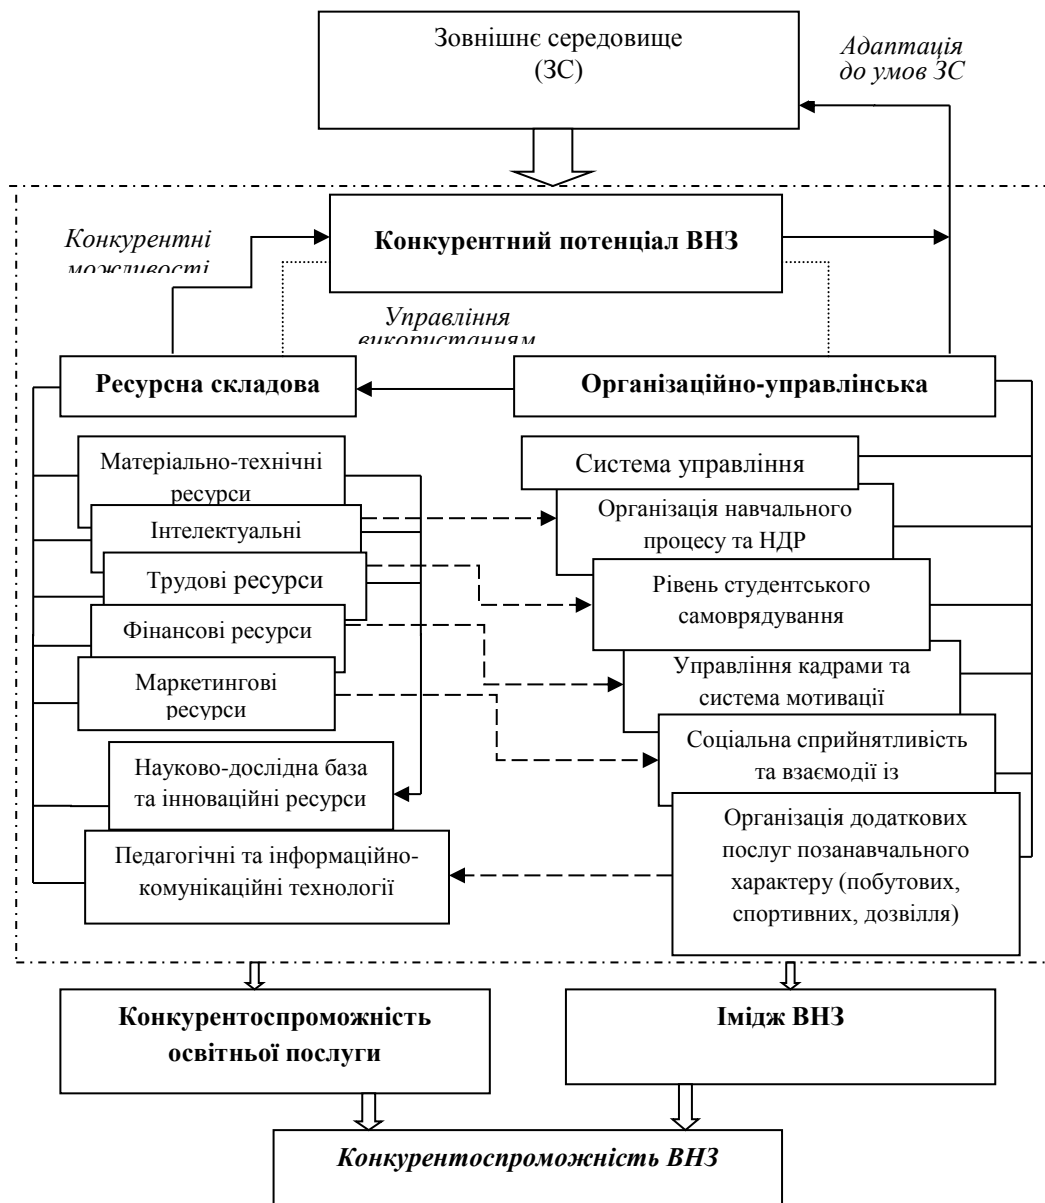 Зовнішнє середовище
(ЗС)
Адаптація
до умов ЗС
Конкурентні
можливості
Конкурентний потенціал ВНЗ
Управління
використанням
Ресурсна складова
Організаційно-управлінська
Матеріально-технічні
ресурси
Інтелектуальні
Трудові ресурси
Фінансові ресурси
Маркетингові
ресурси
Науково-дослідна база
та інноваційні ресурси
Педагогічні та інформаційно-
комунікаційні технології
Система управління
Організація навчального
процесу та НДР
Рівень студентського
самоврядування
Управління кадрами та
система мотивації
Соціальна сприйнятливість
та взаємодії із
Організація додаткових
послуг позанавчального
характеру (побутових,
спортивних, дозвілля)
Конкурентоспроможність
освітньої послуги
Імідж ВНЗ
Конкурентоспроможність ВНЗ